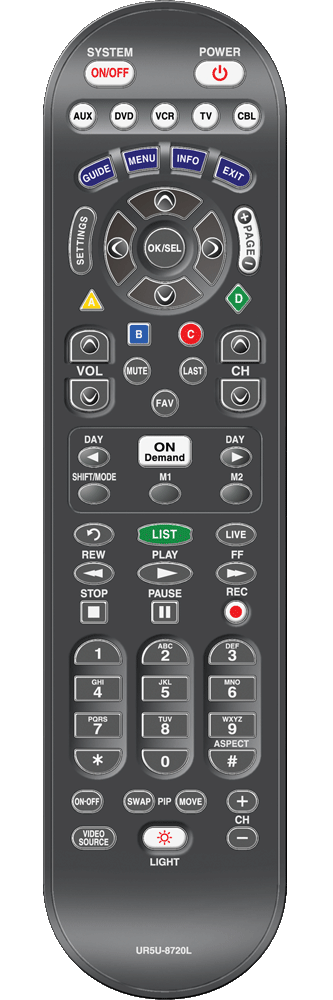 SYSTEM POWER
ON/OFF
AUX DVD VCR TV CBL
GUIDE MENU INFO EXIT
SETTINGS OK/SEL + PAGE −
A D
B C
VOL MUTE LAST CH
FAV
DAY ON DAY
Demand
SHIFT/MODE M1 M2
LIST LIVE
REW PLAY FF
STOP PAUSE REC
1 ABC 2 DEF 3
GHI JKL MNO
4 5 6
PQRS TUV WXYZ
7 8 9
ASPECT
* 0 #
ON-OFF SWAP PIP MOVE +
CH
VIDEO
SOURCE −
LIGHT
UR5U-8720L